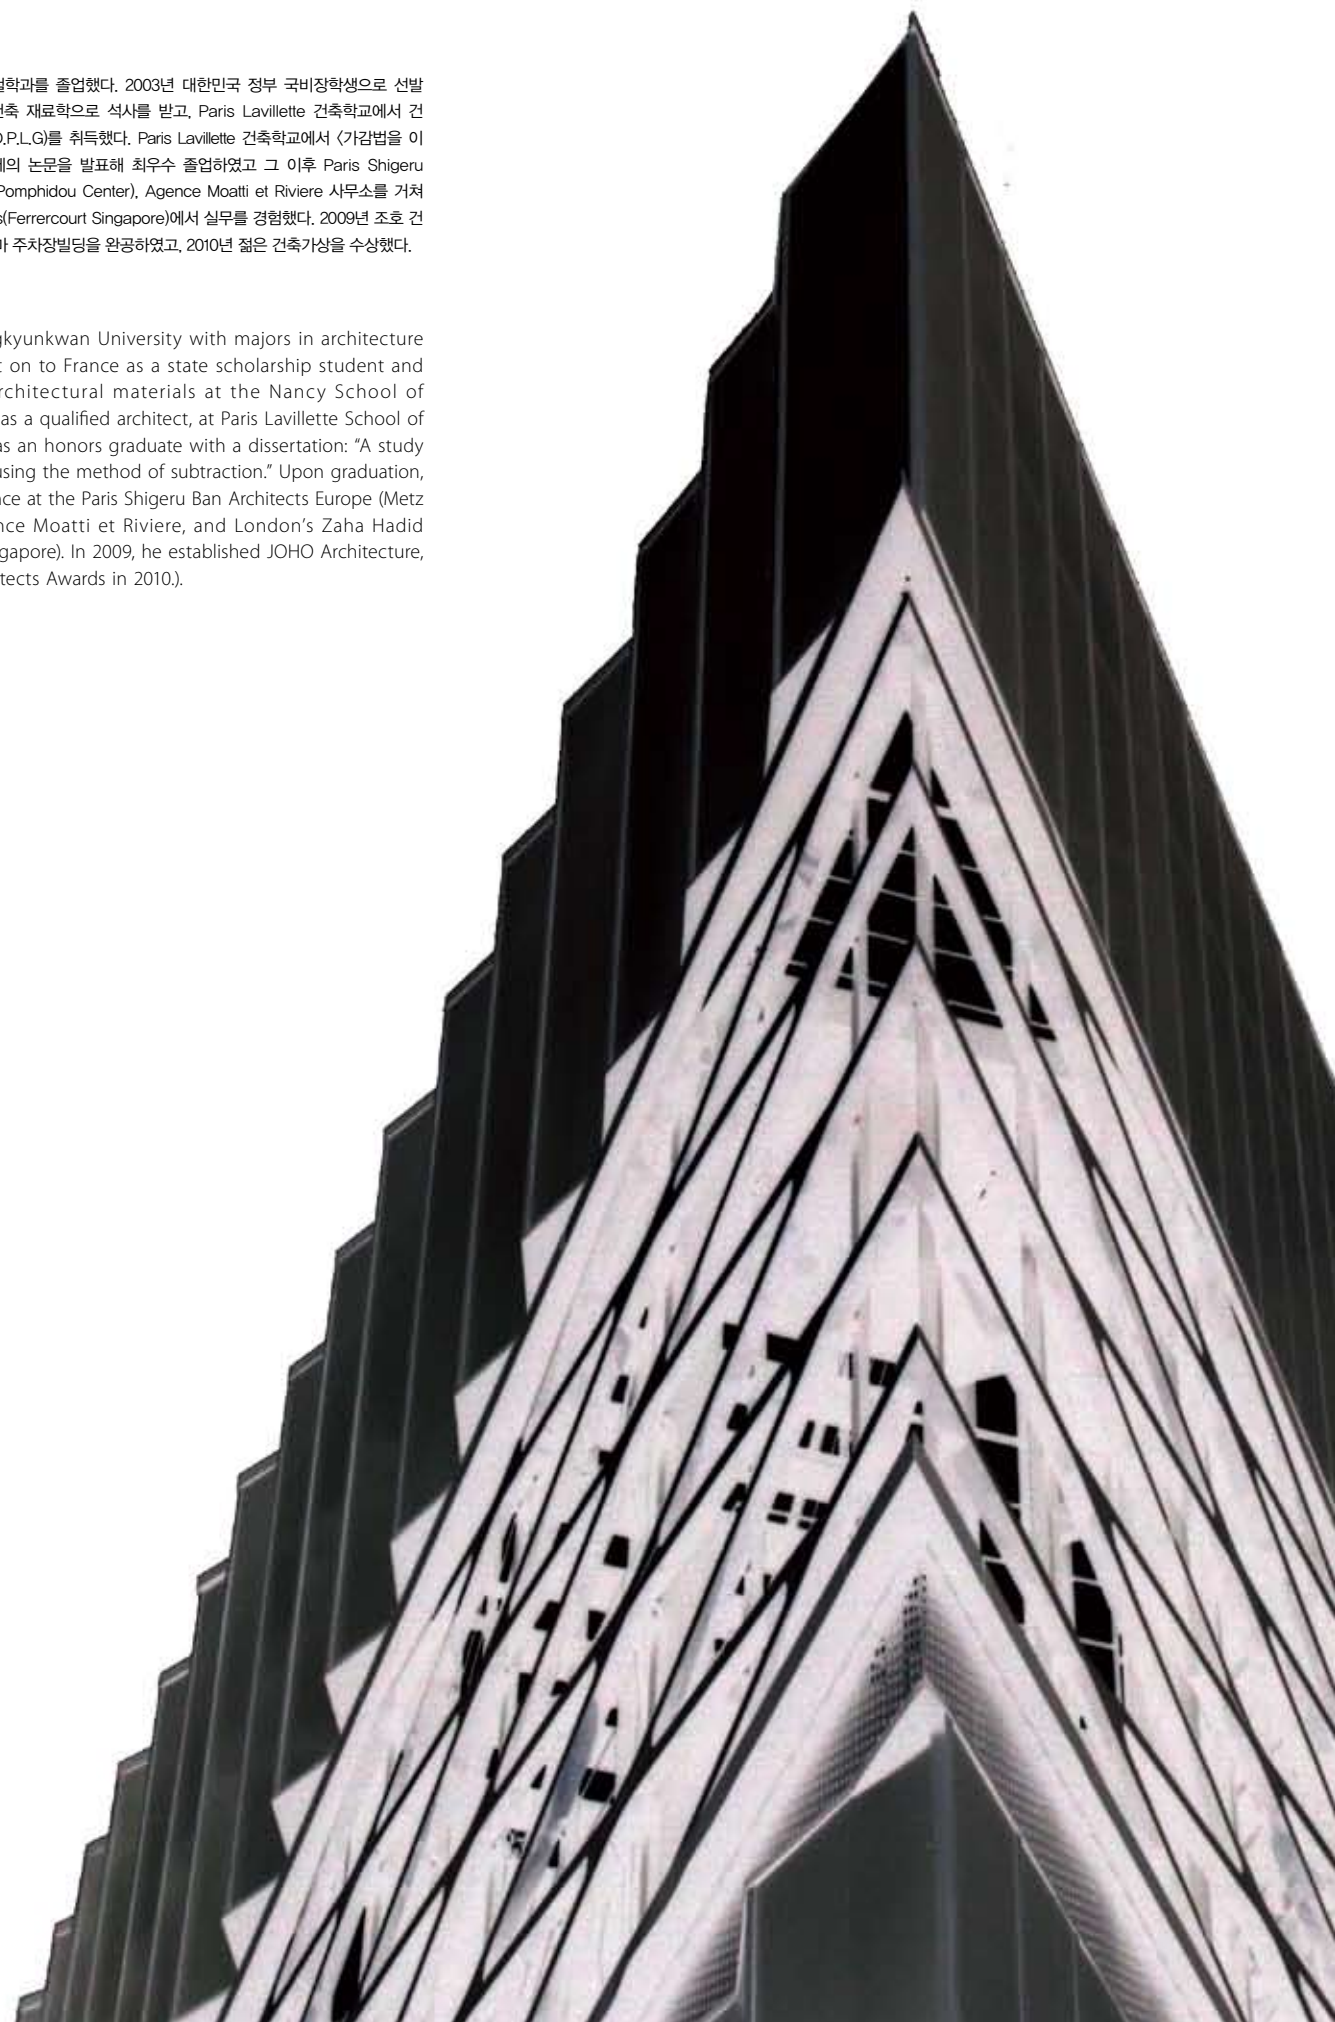 학과를 졸업했다. 2003년 대한민국 정부 국비장학생으로 선발
축 재료학으로 석사를 받고, Paris Lavillette 건축학교에서 건
.P.L.G)를 취득했다. Paris Lavillette 건축학교에서 〈가감법을 이
의 논문을 발표해 최우수 졸업하였고 그 이후 Paris Shigeru
Pomphidou Center), Agence Moatti et Riviere 사무소를 거쳐
s(Ferrercourt Singapore)에서 실무를 경험했다. 2009년 조호 건
주차장빌딩을 완공하였고, 2010년 젊은 건축가상을 수상했다.
gkyunkwan University with majors in architecture
t on to France as a state scholarship student and
rchitectural materials at the Nancy School of
as a qualified architect, at Paris Lavillette School of
as an honors graduate with a dissertation: “A study
using the method of subtraction.” Upon graduation,
nce at the Paris Shigeru Ban Architects Europe (Metz
nce Moatti et Riviere, and London’s Zaha Hadid
gapore). In 2009, he established JOHO Architecture,
tects Awards in 2010.).